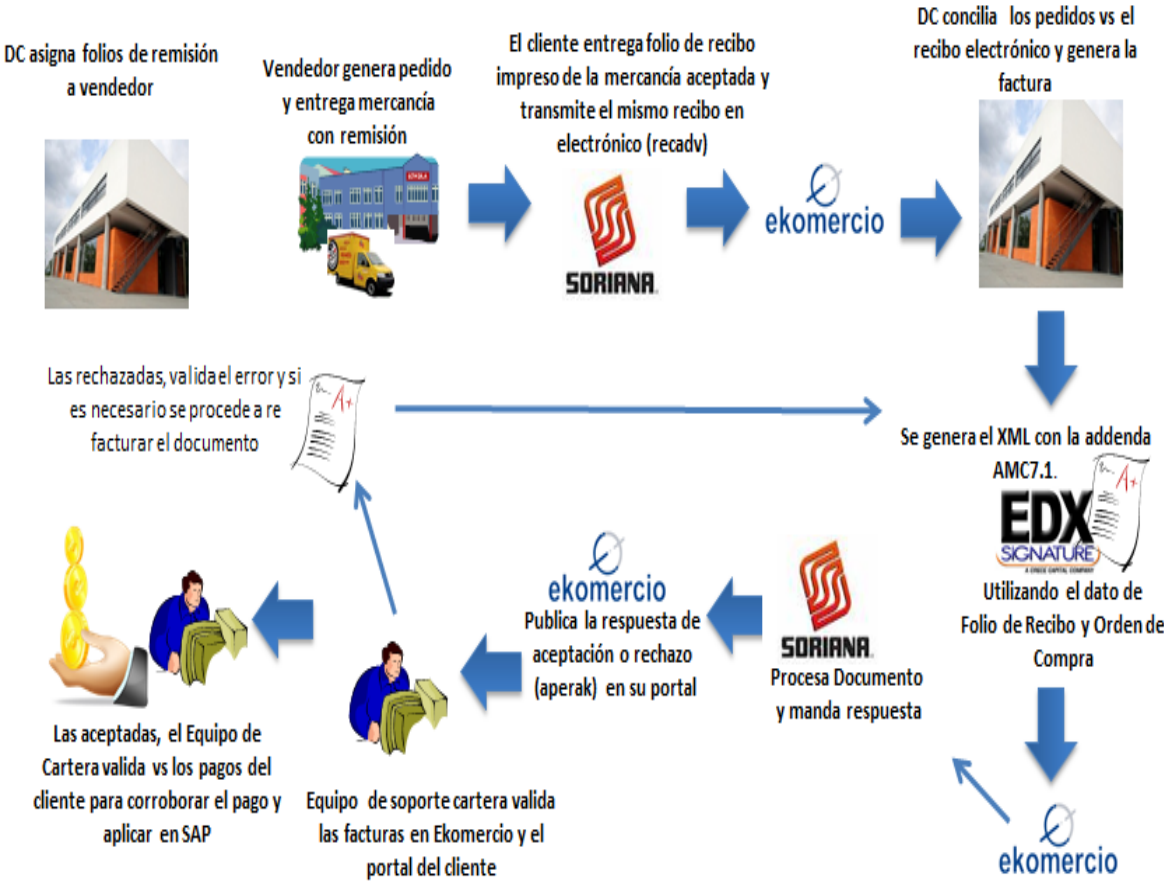 DC asigna folios de remisión
a vendedor
Vendedor genera pedido
y entrega mercancía
con remisión
El cliente entrega folio de recibo
impreso de la mercancía aceptada y
transmite el mismo recibo en
electrónico (recadv)
SORIANA
ekomercio
DC concilia los pedidos vs el
recibo electrónico y genera la
factura
Se genera el XML con la addenda
AMC7.1.
A+
EDX
SIGNATURE
Utilizando el dato de
Folio de Recibo y Orden de
Compra
ekomercio
SORIANA
Procesa Documento
y manda respuesta
ekomercio
Publica la respuesta de
aceptación o rechazo
(aperak) en su portal
Equipo de soporte cartera valida
las facturas en Ekomercio y el
portal del cliente
Las rechazadas, valida el error y si
es necesario se procede a re
facturar el documento
A+
Las aceptadas, el Equipo de
Cartera valida vs los pagos del
cliente para corroborar el pago y
aplicar en SAP